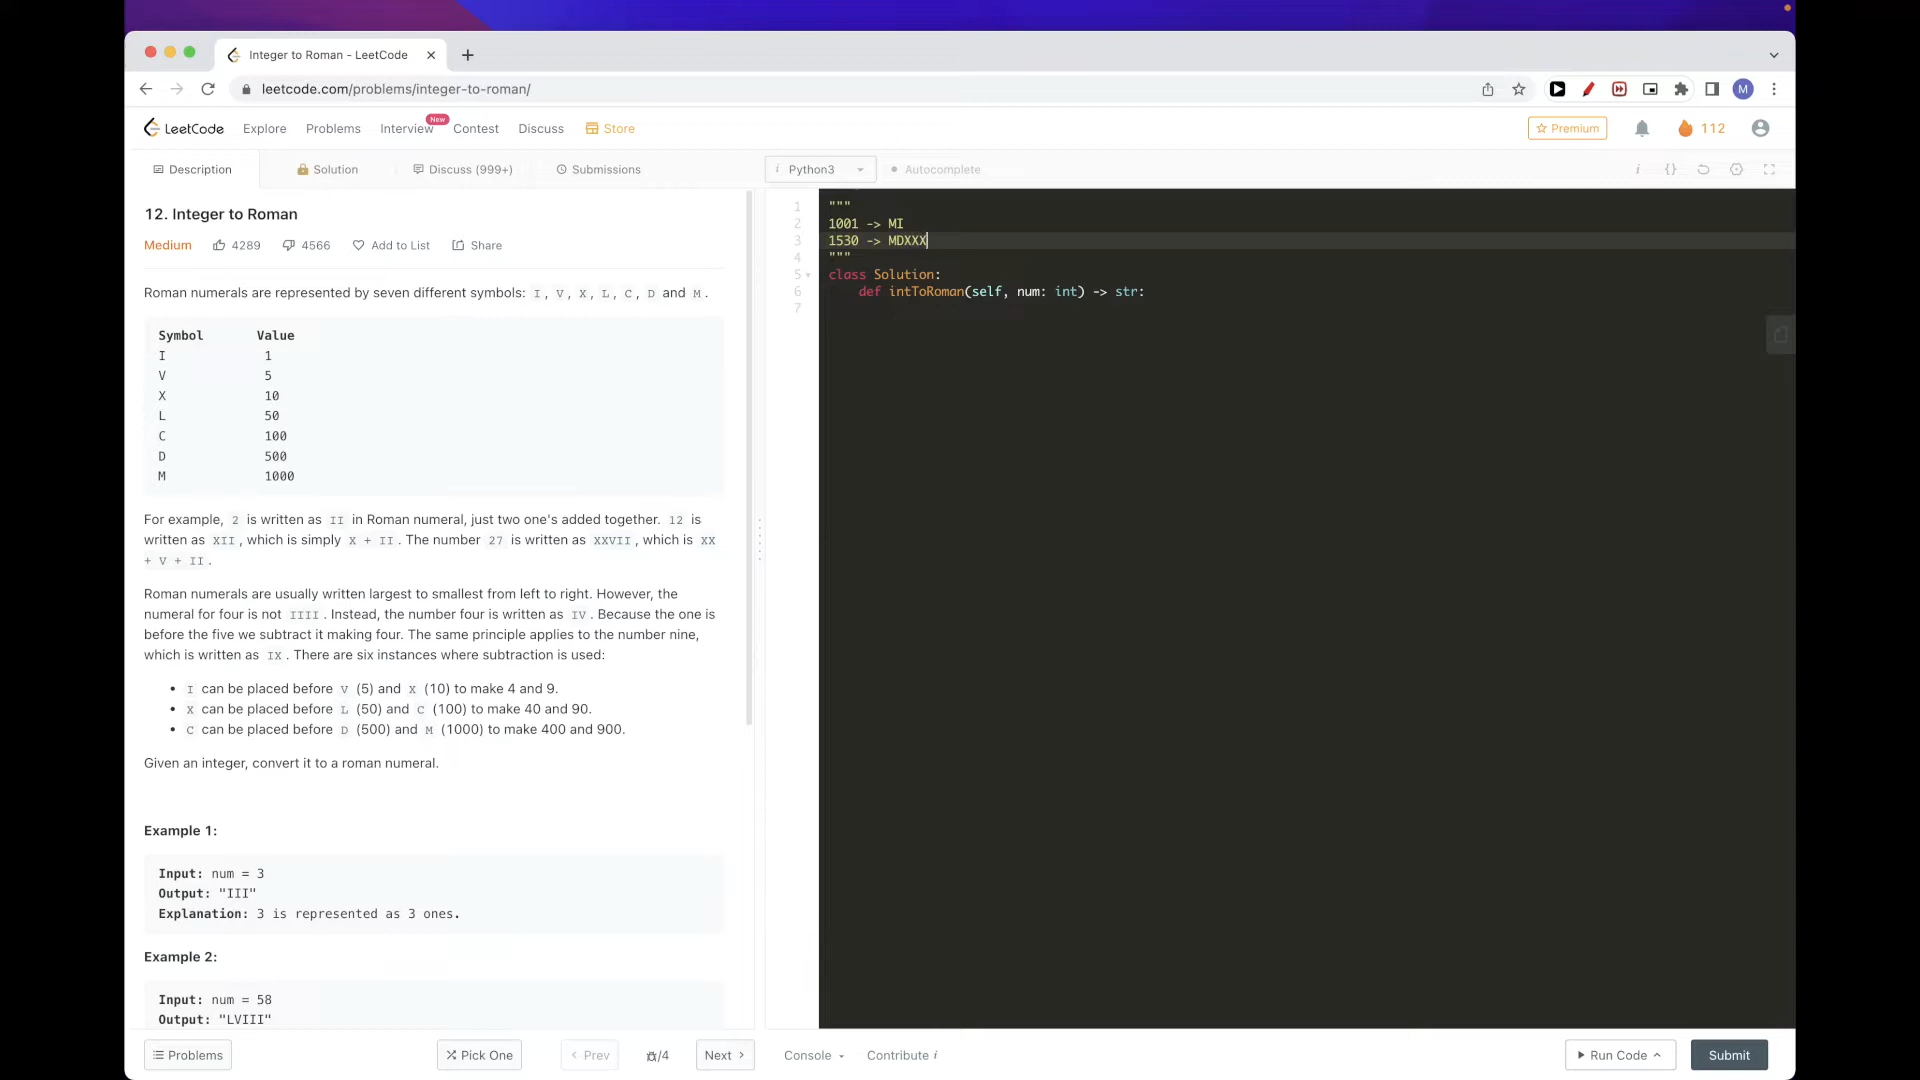 Integer to Roman - LeetCode
leetcode.com/problems/integer-to-roman/
M
LeetCode Explore Problems Interview New Contest Discuss Store
Premium 112
Description Solution Discuss (999+) Submissions
Python3 Autocomplete
12. Integer to Roman
Medium 4289 4566 Add to List Share
Roman numerals are represented by seven different symbols: I, V, X, L, C, D and M.
Symbol Value
I 1
V 5
X 10
L 50
C 100
D 500
M 1000
For example, 2 is written as II in Roman numeral, just two one's added together. 12 is
written as XII, which is simply X + II. The number 27 is written as XXVII, which is XX
+ V + II.
Roman numerals are usually written largest to smallest from left to right. However, the
numeral for four is not IIII. Instead, the number four is written as IV. Because the one is
before the five we subtract it making four. The same principle applies to the number nine,
which is written as IX. There are six instances where subtraction is used:
• I can be placed before V (5) and X (10) to make 4 and 9.
• X can be placed before L (50) and C (100) to make 40 and 90.
• C can be placed before D (500) and M (1000) to make 400 and 900.
Given an integer, convert it to a roman numeral.
Example 1:
Input: num = 3
Output: "III"
Explanation: 3 is represented as 3 ones.
Example 2:
Input: num = 58
Output: "LVIII"
1 """
2 1001 -> MI
3 1530 -> MDXXX
4 """
5 class Solution:
6 def intToRoman(self, num: int) -> str:
7
Problems Pick One < Prev /4 Next > Console Contribute i
Run Code Submit